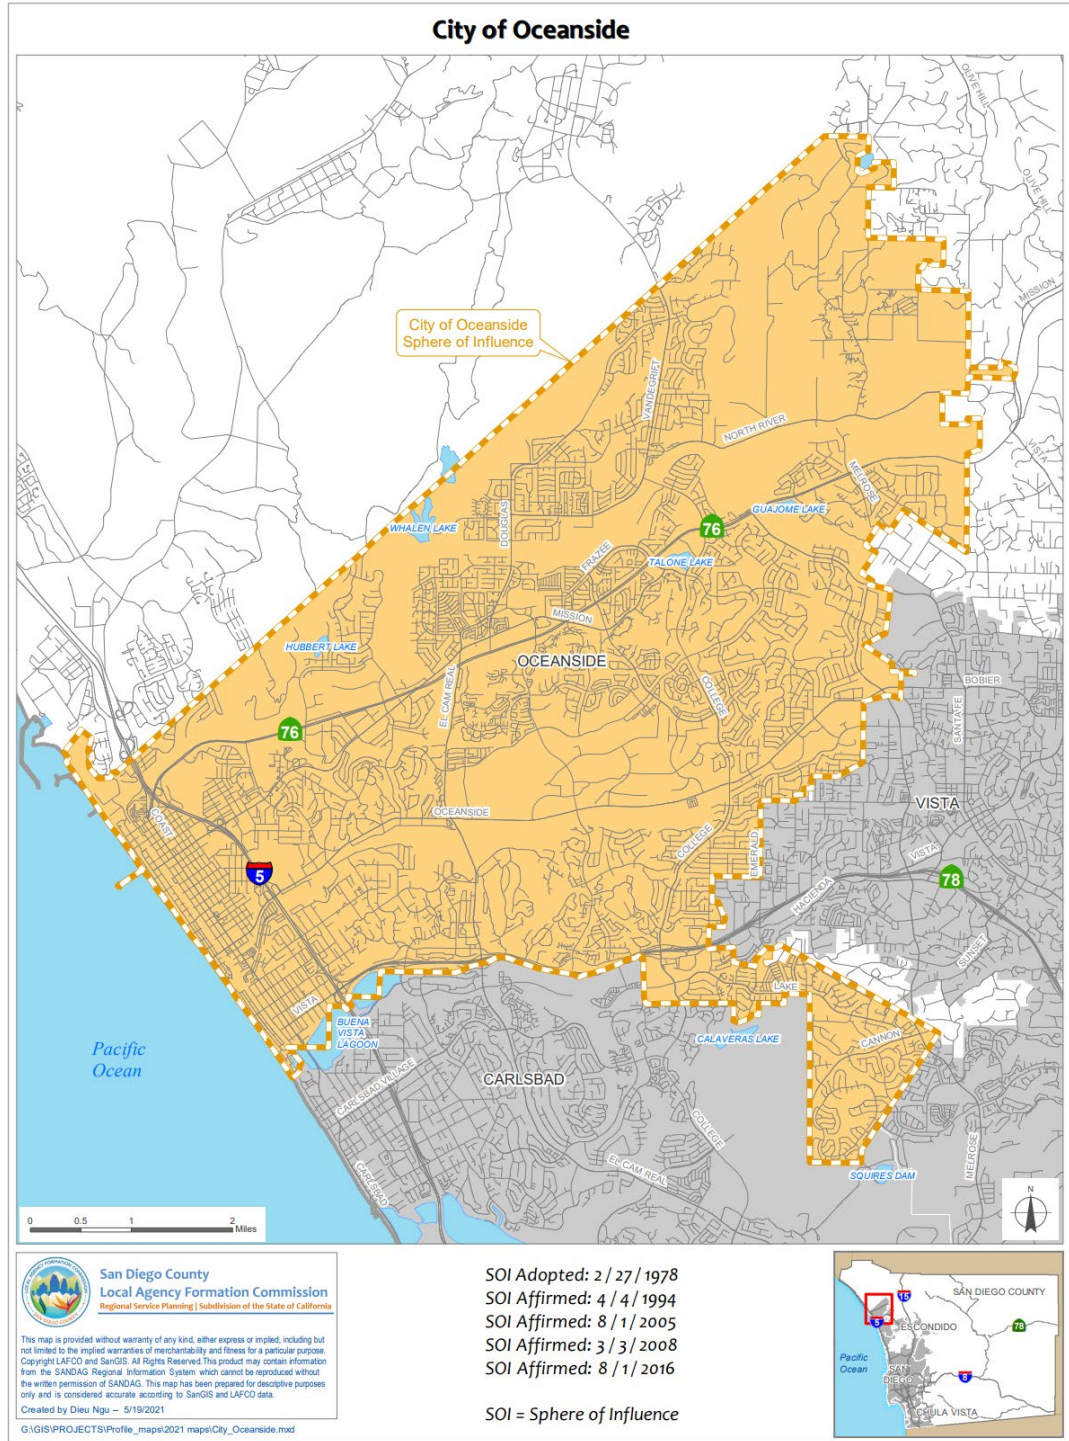 City of Oceanside
OLIVE HILL
OLIVE HILL
MISSION
City of Oceanside
Sphere of Influence
VANDEGRIFT
NORTH RIVER
VISTA
MELROSE
DOUGLAS
GUAJOME LAKE
76
WHALEN LAKE
FRAZEE
TALONE LAKE
MISSION
HUBBERT LAKE
OCEANSIDE
EL CAM REAL
COLLEGE
BOBIER
SANTA FE
76
COAST
OCEANSIDE
VISTA
COLLEGE
EMERALD
VISTA
5
78
HACIENDA
SUNSET
LAKE
VISTA
BUENA
VISTA
LAGOON
CALAVERAS LAKE
CANNON
Pacific
Ocean
CARLSBAD VILLAGE
CARLSBAD
COLLEGE
EL CAM REAL
MELROSE
SQUIRES DAM
CARLSBAD
N
0 0.5 1 2
Miles
LOCAL AGENCY FORMATION COMMISSION
SAN DIEGO COUNTY
San Diego County
Local Agency Formation Commission
Regional Service Planning | Subdivision of the State of California
This map is provided without warranty of any kind, either express or implied, including but
not limited to the implied warranties of merchantability and fitness for a particular purpose.
Copyright LAFCO and SanGIS. All Rights Reserved.This product may contain information
from the SANDAG Regional Information System which cannot be reproduced without
the written permission of SANDAG. This map has been prepared for descriptive purposes
only and is considered accurate according to SanGIS and LAFCO data.
Created by Dieu Ngu -- 5/19/2021
G:\GIS\PROJECTS\Profile_maps\2021 maps\City_Oceanside.mxd
SOI Adopted: 2 / 27 / 1978
SOI Affirmed: 4 / 4 / 1994
SOI Affirmed: 8 / 1 / 2005
SOI Affirmed: 3 / 3 / 2008
SOI Affirmed: 8 / 1 / 2016
SOI = Sphere of Influence
SAN DIEGO COUNTY
15
5
ESCONDIDO
78
Pacific
Ocean
SAN
DIEGO
8
CHULA VISTA